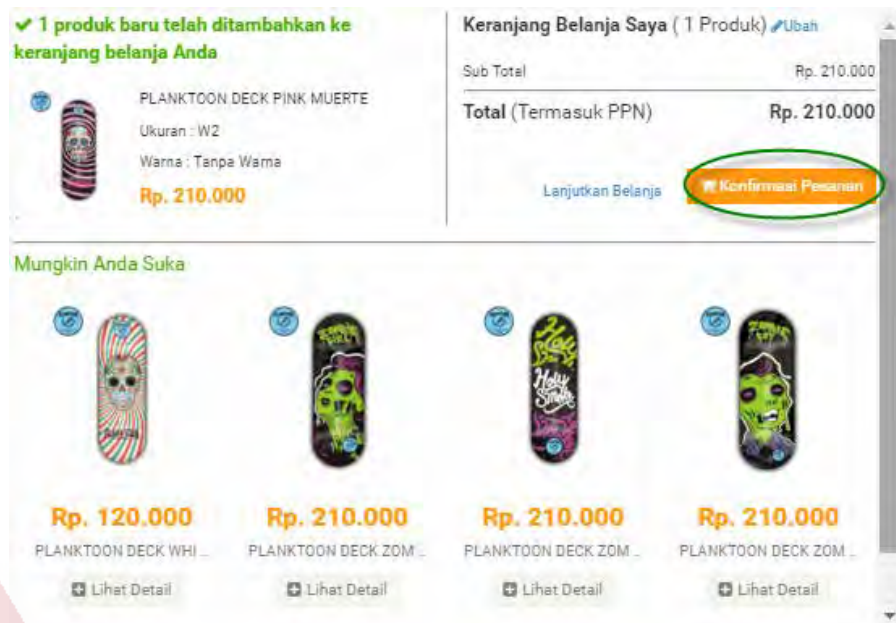 ✔ 1 produk baru telah ditambahkan ke
keranjang belanja Anda
PLANKTOON DECK PINK MUERTE
Ukuran : W2
Warna : Tanpa Warna
Rp. 210.000
Keranjang Belanja Saya ( 1 Produk) Ubah
Sub Total Rp. 210.000
Total (Termasuk PPN) Rp. 210.000
Lanjutkan Belanja Konfirmasi Pesanan
Mungkin Anda Suka
Holy
Smoke
Rp. 120.000 Rp. 210.000 Rp. 210.000 Rp. 210.000
PLANKTOON DECK WHI ... PLANKTOON DECK ZOM ... PLANKTOON DECK ZOM ... PLANKTOON DECK ZOM ...
Lihat Detail Lihat Detail Lihat Detail Lihat Detail